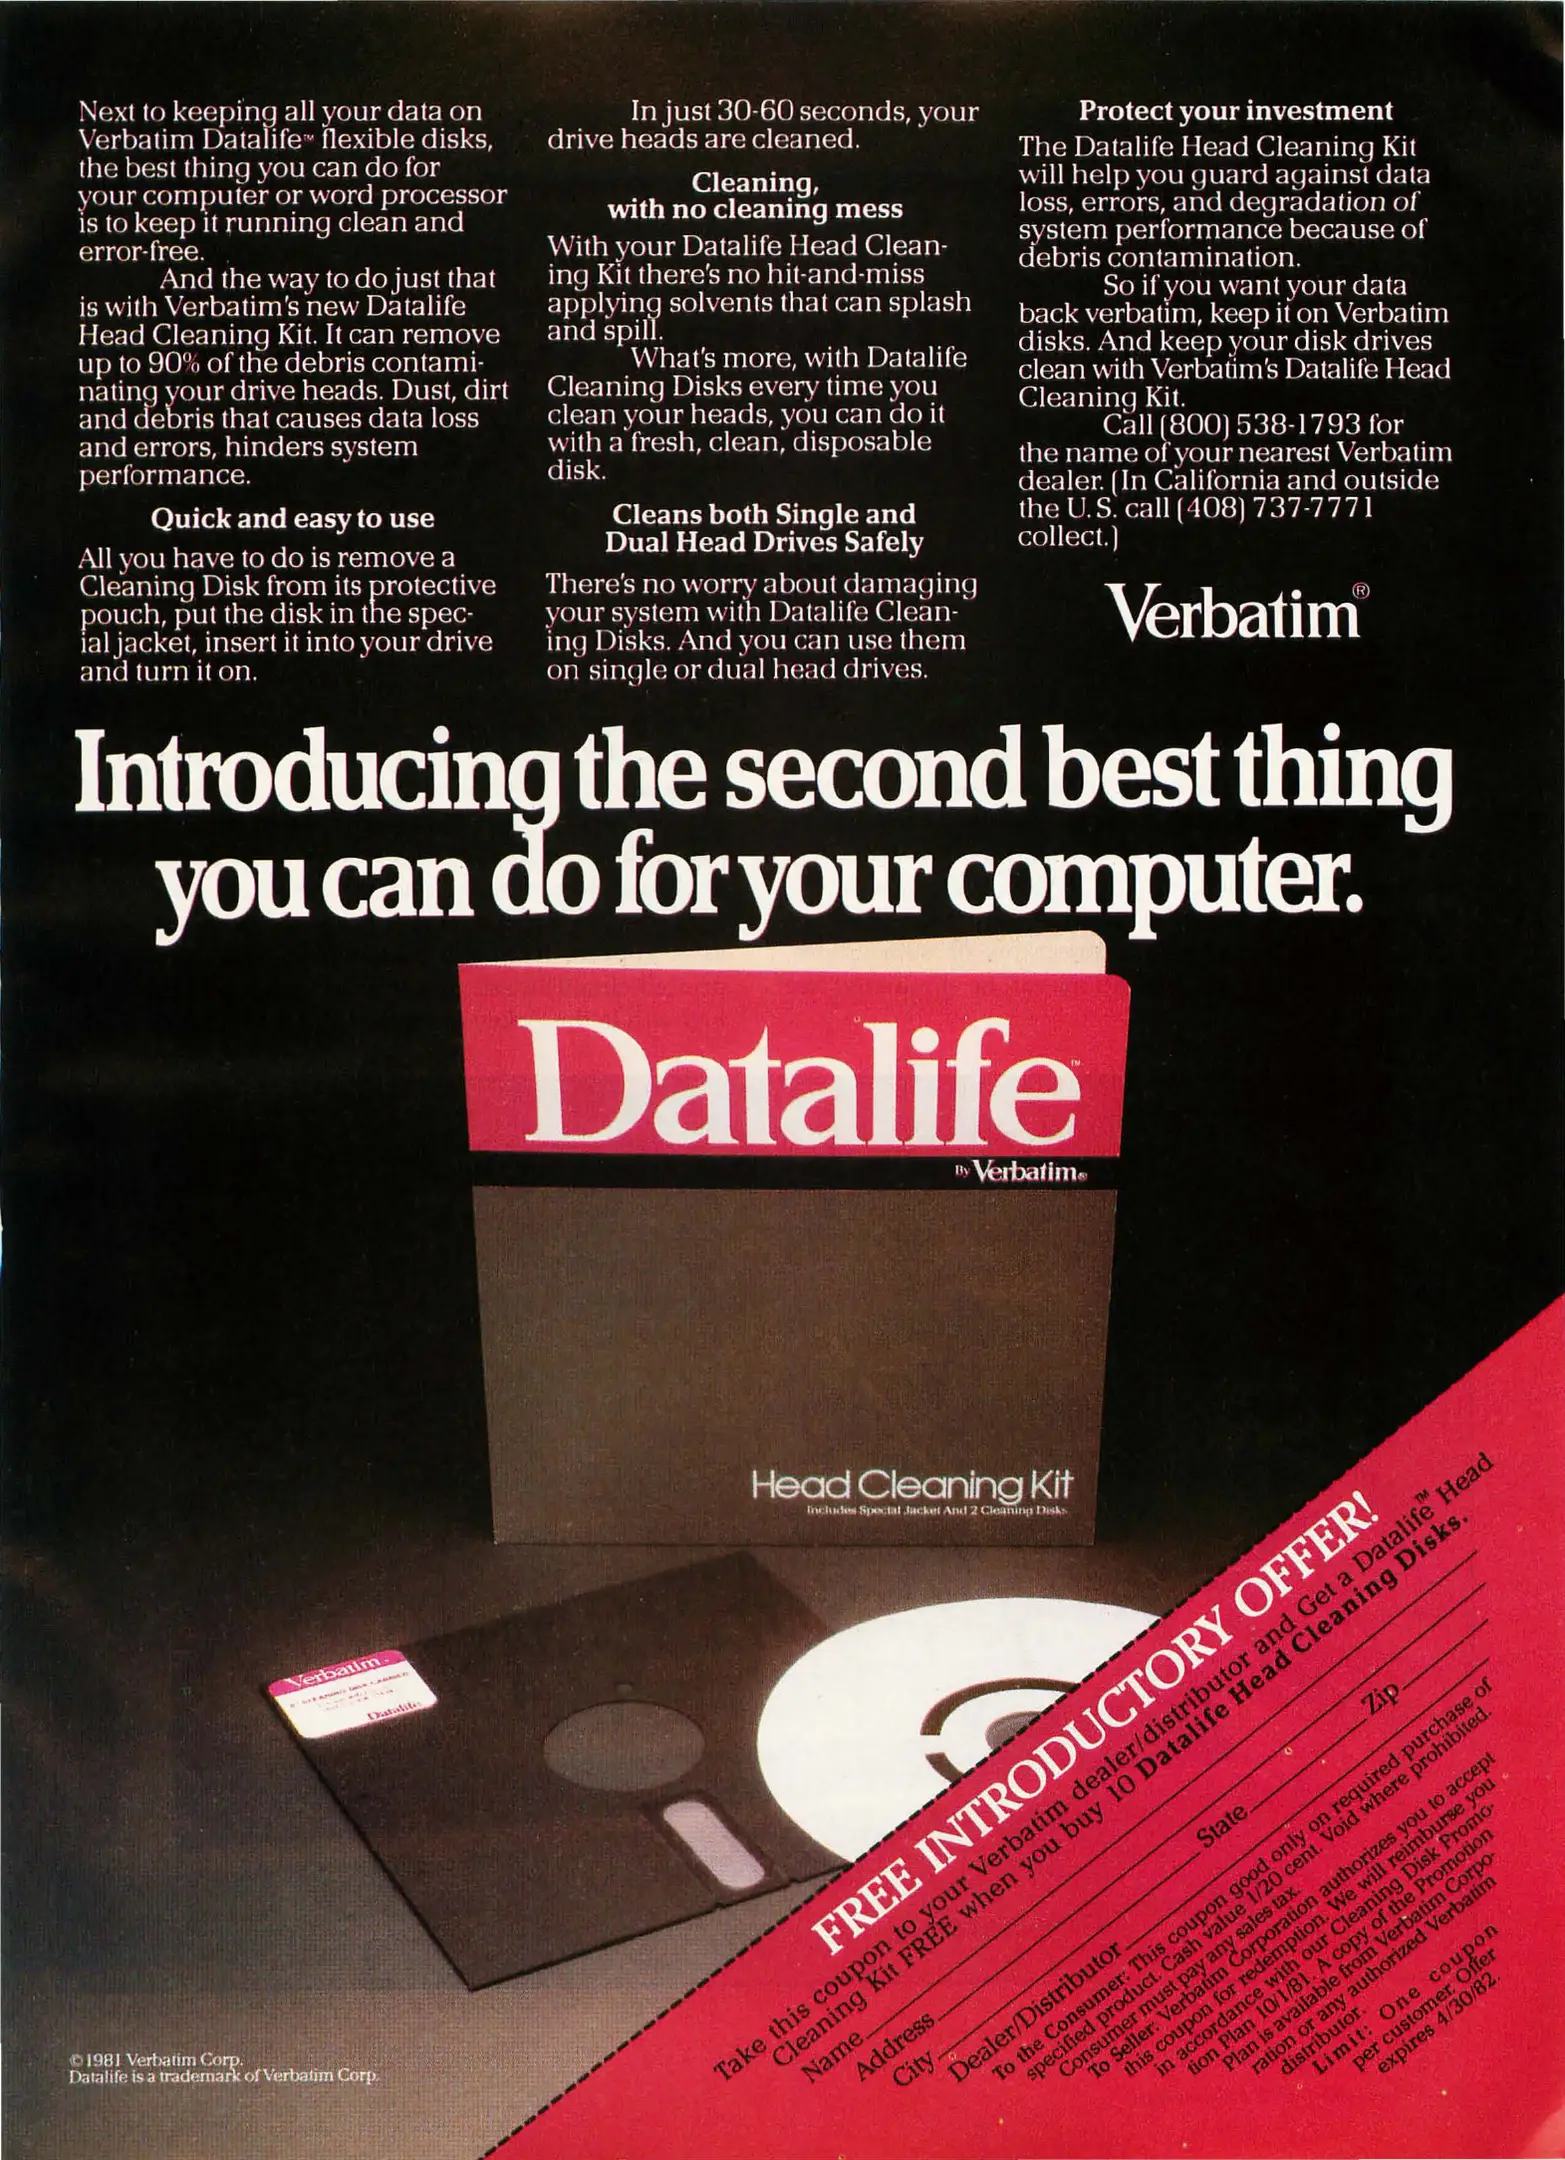 Next to keeping all your data on
Verbatim Datalife™ flexible disks,
the best thing you can do for
your computer or word processor
is to keep it running clean and
error-free.
And the way to do just that
is with Verbatim's new Datalife
Head Cleaning Kit. It can remove
up to 90% of the debris contami-
nating your drive heads. Dust, dirt
and debris that causes data loss
and errors, hinders system
performance.
Quick and easy to use
All you have to do is remove a
Cleaning Disk from its protective
pouch, put the disk in the spec-
ial jacket, insert it into your drive
and turn it on.
In just 30-60 seconds, your
drive heads are cleaned.
Cleaning,
with no cleaning mess
With your Datalife Head Clean-
ing Kit there's no hit-and-miss
applying solvents that can splash
and spill.
What's more, with Datalife
Cleaning Disks every time you
clean your heads, you can do it
with a fresh, clean, disposable
disk.
Cleans both Single and
Dual Head Drives Safely
There's no worry about damaging
your system with Datalife Clean-
ing Disks. And you can use them
on single or dual head drives.
Protect your investment
The Datalife Head Cleaning Kit
will help you guard against data
loss, errors, and degradation of
system performance because of
debris contamination.
So if you want your data
back verbatim, keep it on Verbatim
disks. And keep your disk drives
clean with Verbatim's Datalife Head
Cleaning Kit.
Call (800) 538-1793 for
the name of your nearest Verbatim
dealer. (In California and outside
the U.S. call (408) 737-7771
collect.)
Verbatim®
Introducing the second best thing
you can do for your computer.
Datalife™
By Verbatim®
Head Cleaning Kit
Includes Special Jacket And 2 Cleaning Disks
Verbatim
Datalife
FREE INTRODUCTORY OFFER!
Take this coupon to your Verbatim dealer/distributor and Get a Datalife™ Head
Cleaning Kit FREE when you buy 10 Datalife Head Cleaning Disks.
Name
Address
City State Zip
Dealer/Distributor
To the Consumer: This coupon good only on required purchase of
specified product. Cash value 1/20 cent. Void where prohibited.
Consumer must pay any sales tax.
To Seller: Verbatim Corporation authorizes you to accept
this coupon for redemption. We will reimburse you
in accordance with our Cleaning Disk Promo-
tion Plan 10/1/81. A copy of the Promotion
Plan is available from Verbatim Corpo-
ration or any authorized Verbatim
distributor.
Limit: One coupon
per customer. Offer
expires 4/30/82.
© 1981 Verbatim Corp.
Datalife is a trademark of Verbatim Corp.